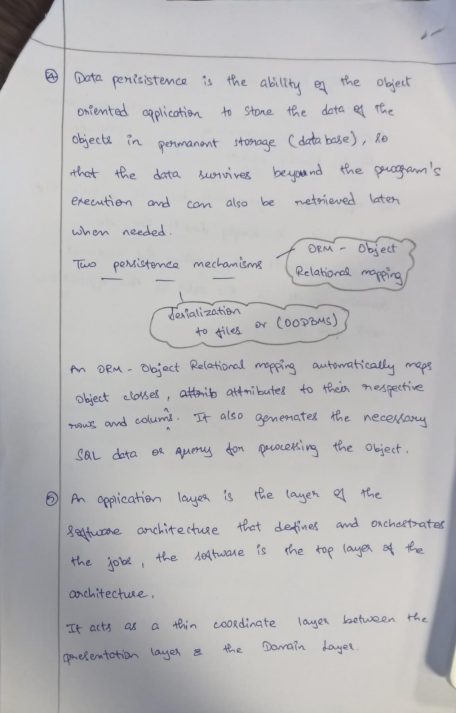 ④ Data perisistence is the ability of the object
oriented application to store the data of the
objects in permanent storage (database), so
that the data survives beyound the program's
execution and can also be retrieved later
when needed.
Two persistence mechanisms
ORM - Object
Relational mapping
Serialization
to files or (OODBMS)
An ORM - Object Relational mapping automatically maps
object classes, attrib attributes to their respective
rows and colums. It also generates the necessary
SQL data or query for processing the object.
⑤ An application layer is the layer of the
software architecture that defines and orchastrates
the jobs, the software is the top layer of the
architecture.
It acts as a thin coordinate layer between the
presentation layer & the Domain Layer.